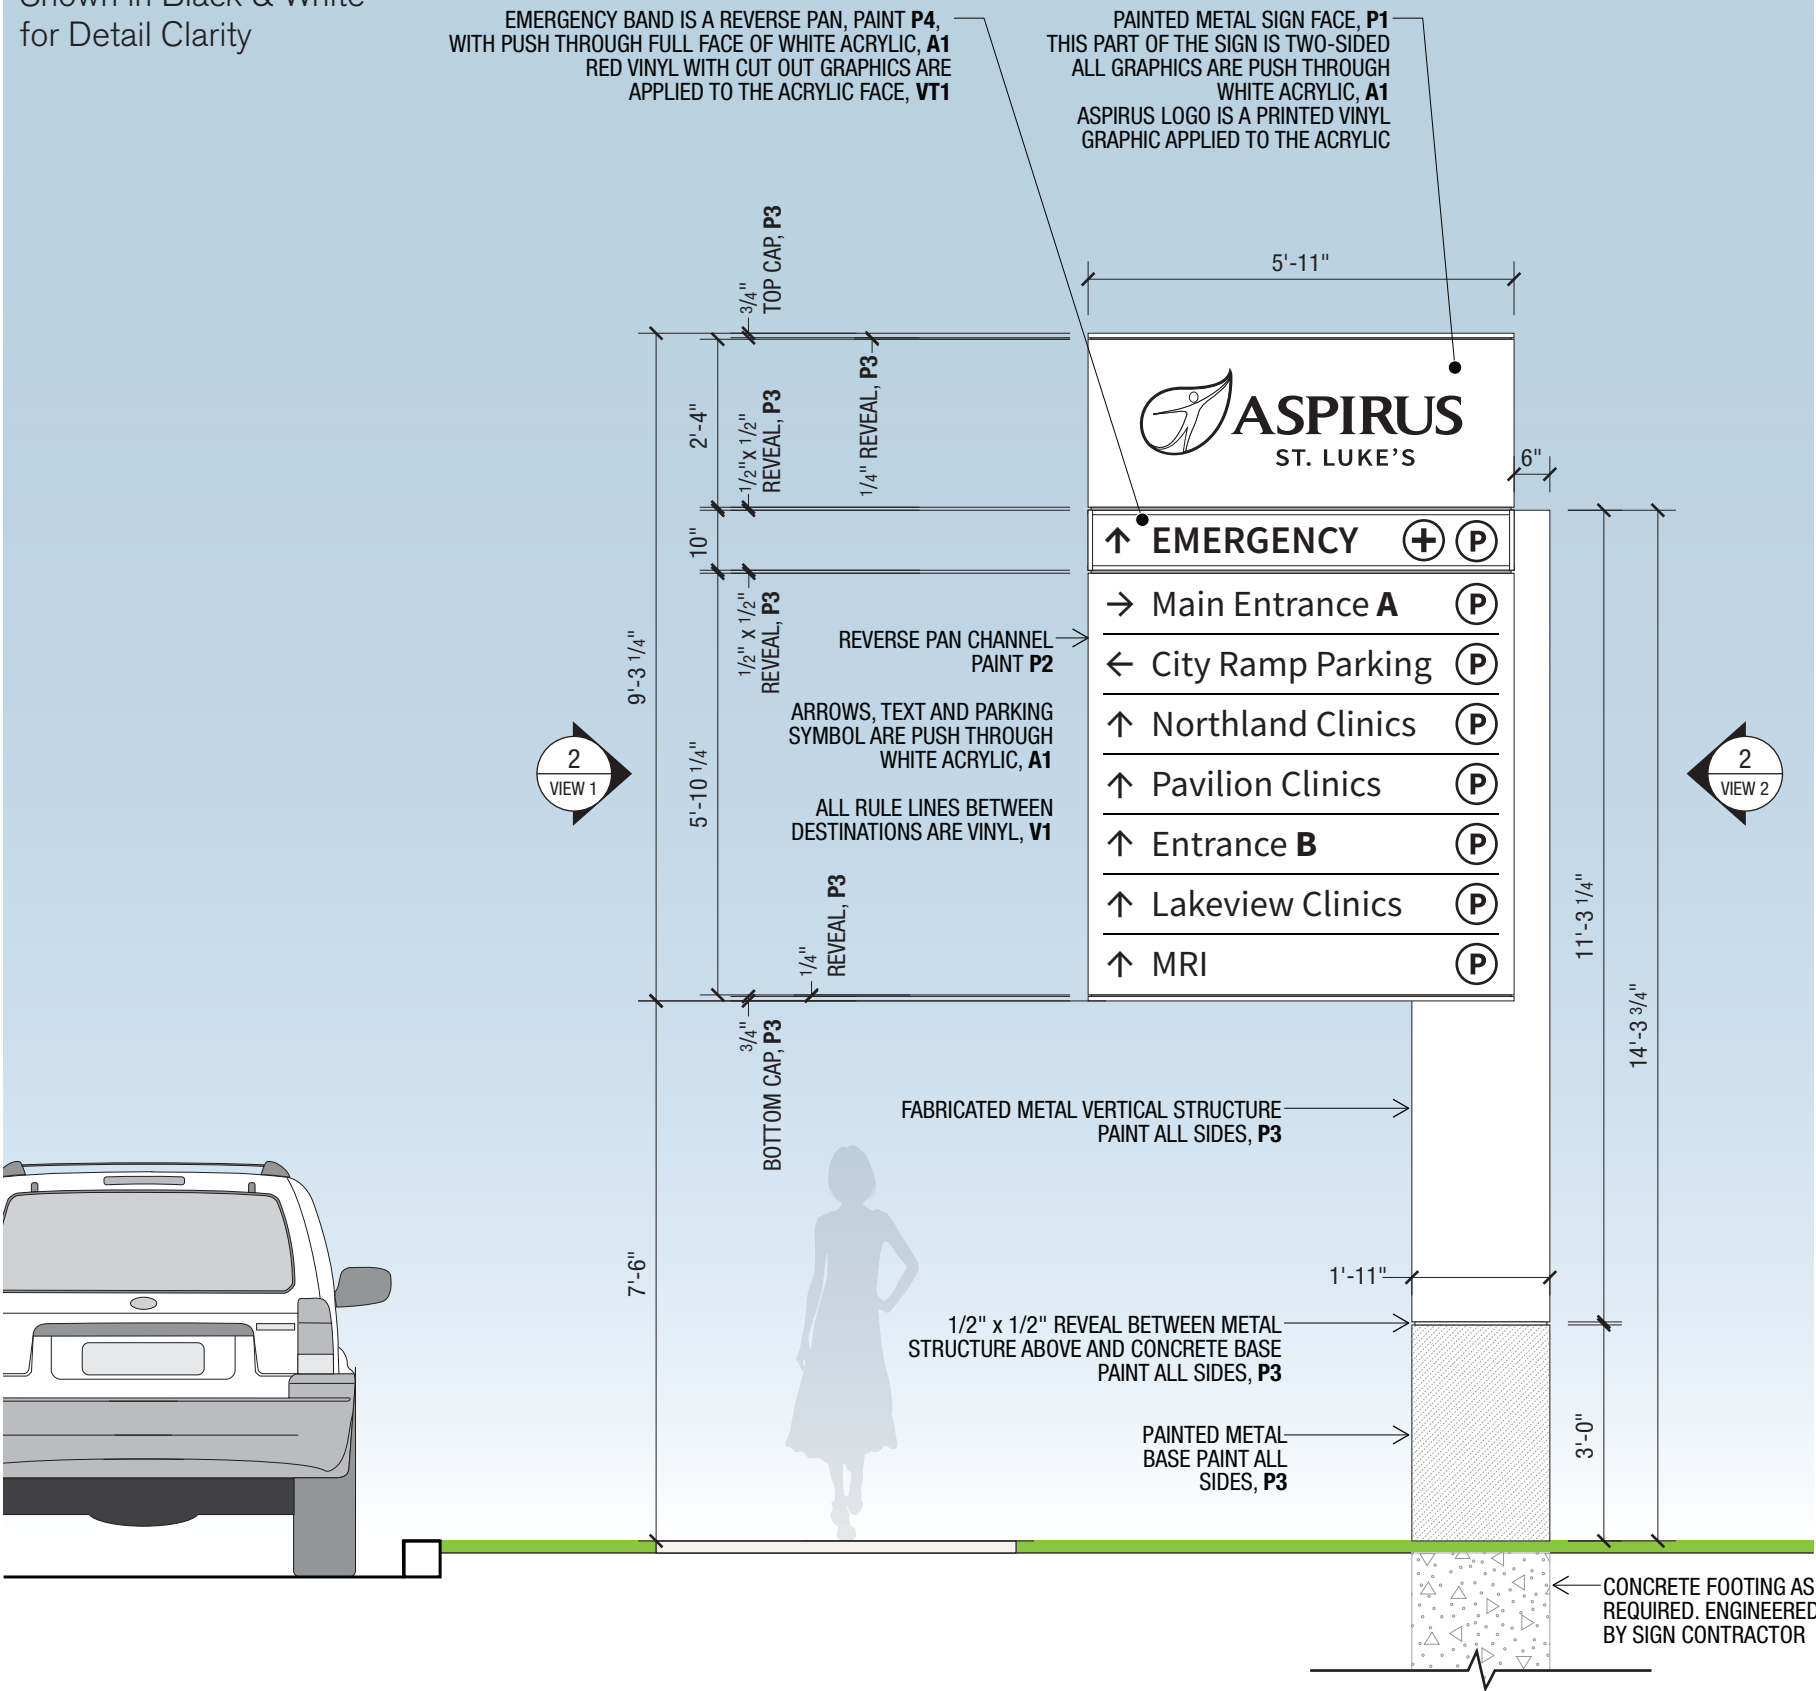 Shown in Black & White
for Detail Clarity
EMERGENCY BAND IS A REVERSE PAN, PAINT P4,
WITH PUSH THROUGH FULL FACE OF WHITE ACRYLIC, A1
RED VINYL WITH CUT OUT GRAPHICS ARE
APPLIED TO THE ACRYLIC FACE, VT1
PAINTED METAL SIGN FACE, P1
THIS PART OF THE SIGN IS TWO-SIDED
ALL GRAPHICS ARE PUSH THROUGH
WHITE ACRYLIC, A1
ASPIRUS LOGO IS A PRINTED VINYL
GRAPHIC APPLIED TO THE ACRYLIC
3/4"
TOP CAP, P3
5'-11"
2'-4"
1/2" x 1/2"
REVEAL, P3
1/4" REVEAL, P3
ASPIRUS
ST. LUKE'S
6"
10"
↑ EMERGENCY + P
→ Main Entrance A P
← City Ramp Parking P
↑ Northland Clinics P
↑ Pavilion Clinics P
↑ Entrance B P
↑ Lakeview Clinics P
↑ MRI P
1/2" x 1/2"
REVEAL, P3
9'-3 1/4"
REVERSE PAN CHANNEL
PAINT P2
ARROWS, TEXT AND PARKING
SYMBOL ARE PUSH THROUGH
WHITE ACRYLIC, A1
ALL RULE LINES BETWEEN
DESTINATIONS ARE VINYL, V1
2
VIEW 1
2
VIEW 2
5'-10 1/4"
1/4"
REVEAL, P3
11'-3 1/4"
14'-3 3/4"
3/4"
BOTTOM CAP, P3
FABRICATED METAL VERTICAL STRUCTURE
PAINT ALL SIDES, P3
7'-6"
1'-11"
1/2" x 1/2" REVEAL BETWEEN METAL
STRUCTURE ABOVE AND CONCRETE BASE
PAINT ALL SIDES, P3
PAINTED METAL
BASE PAINT ALL
SIDES, P3
3'-0"
CONCRETE FOOTING AS
REQUIRED. ENGINEERED
BY SIGN CONTRACTOR